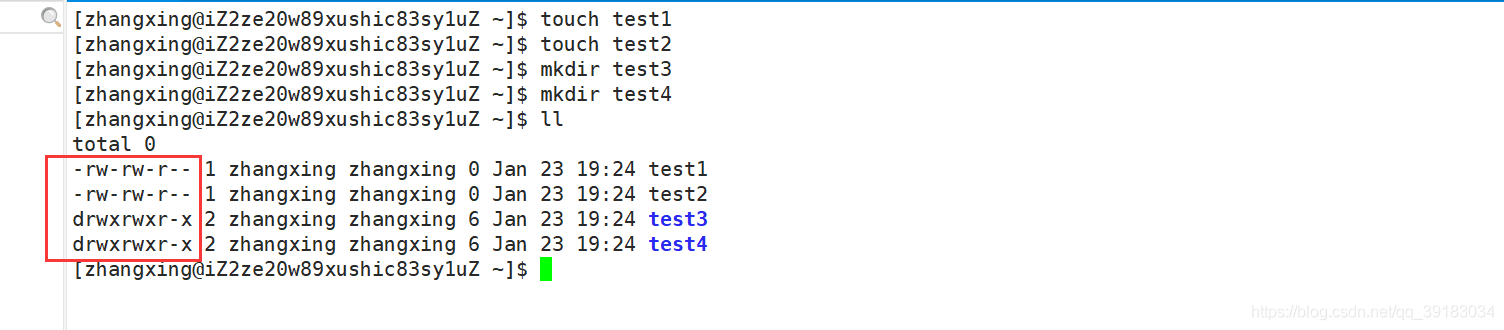 [zhangxing@iZ2ze20w89xushic83sy1uZ ~]$ touch test1
[zhangxing@iZ2ze20w89xushic83sy1uZ ~]$ touch test2
[zhangxing@iZ2ze20w89xushic83sy1uZ ~]$ mkdir test3
[zhangxing@iZ2ze20w89xushic83sy1uZ ~]$ mkdir test4
[zhangxing@iZ2ze20w89xushic83sy1uZ ~]$ ll
total 0
-rw-rw-r-- 1 zhangxing zhangxing 0 Jan 23 19:24 test1
-rw-rw-r-- 1 zhangxing zhangxing 0 Jan 23 19:24 test2
drwxrwxr-x 2 zhangxing zhangxing 6 Jan 23 19:24 test3
drwxrwxr-x 2 zhangxing zhangxing 6 Jan 23 19:24 test4
[zhangxing@iZ2ze20w89xushic83sy1uZ ~]$
https://blog.csdn.net/qq_39183034